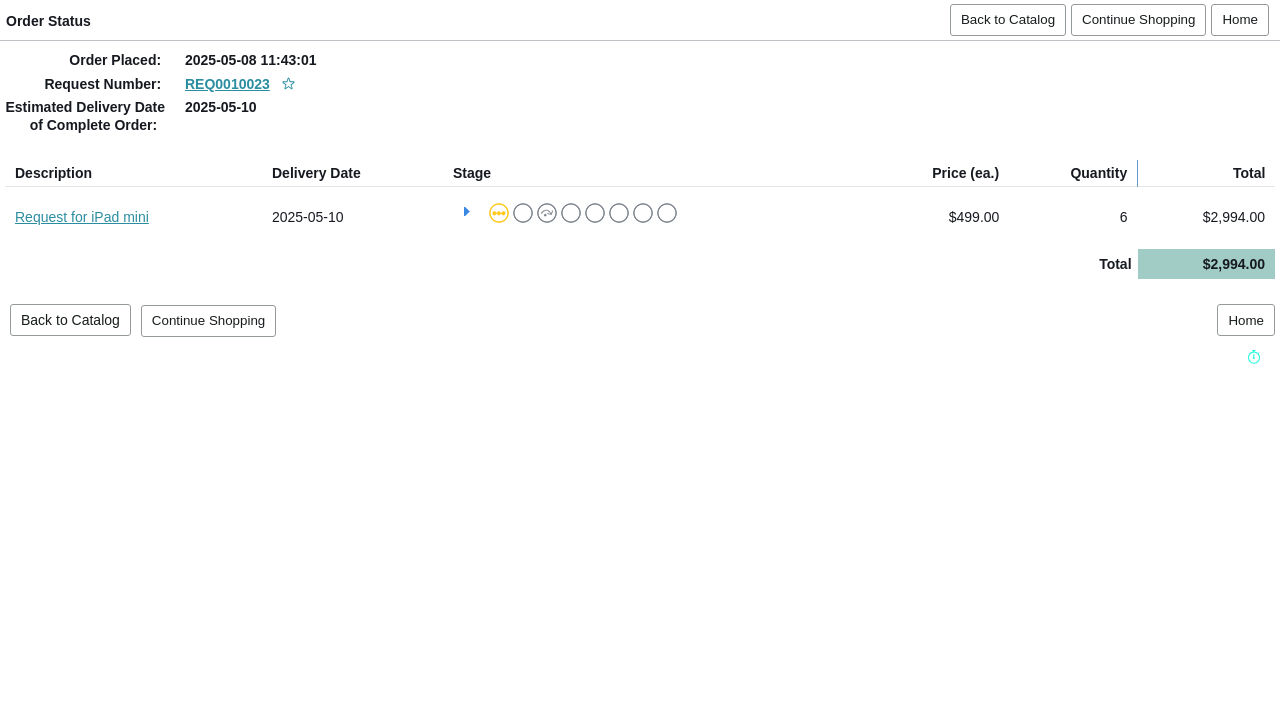 Order Status
Back to Catalog Continue Shopping Home
Order Placed: 2025-05-08 11:43:01
Request Number: REQ0010023
Estimated Delivery Date 2025-05-10
of Complete Order:
Description Delivery Date Stage Price (ea.) Quantity Total
Request for iPad mini 2025-05-10 $499.00 6 $2,994.00
Total $2,994.00
Back to Catalog Continue Shopping Home